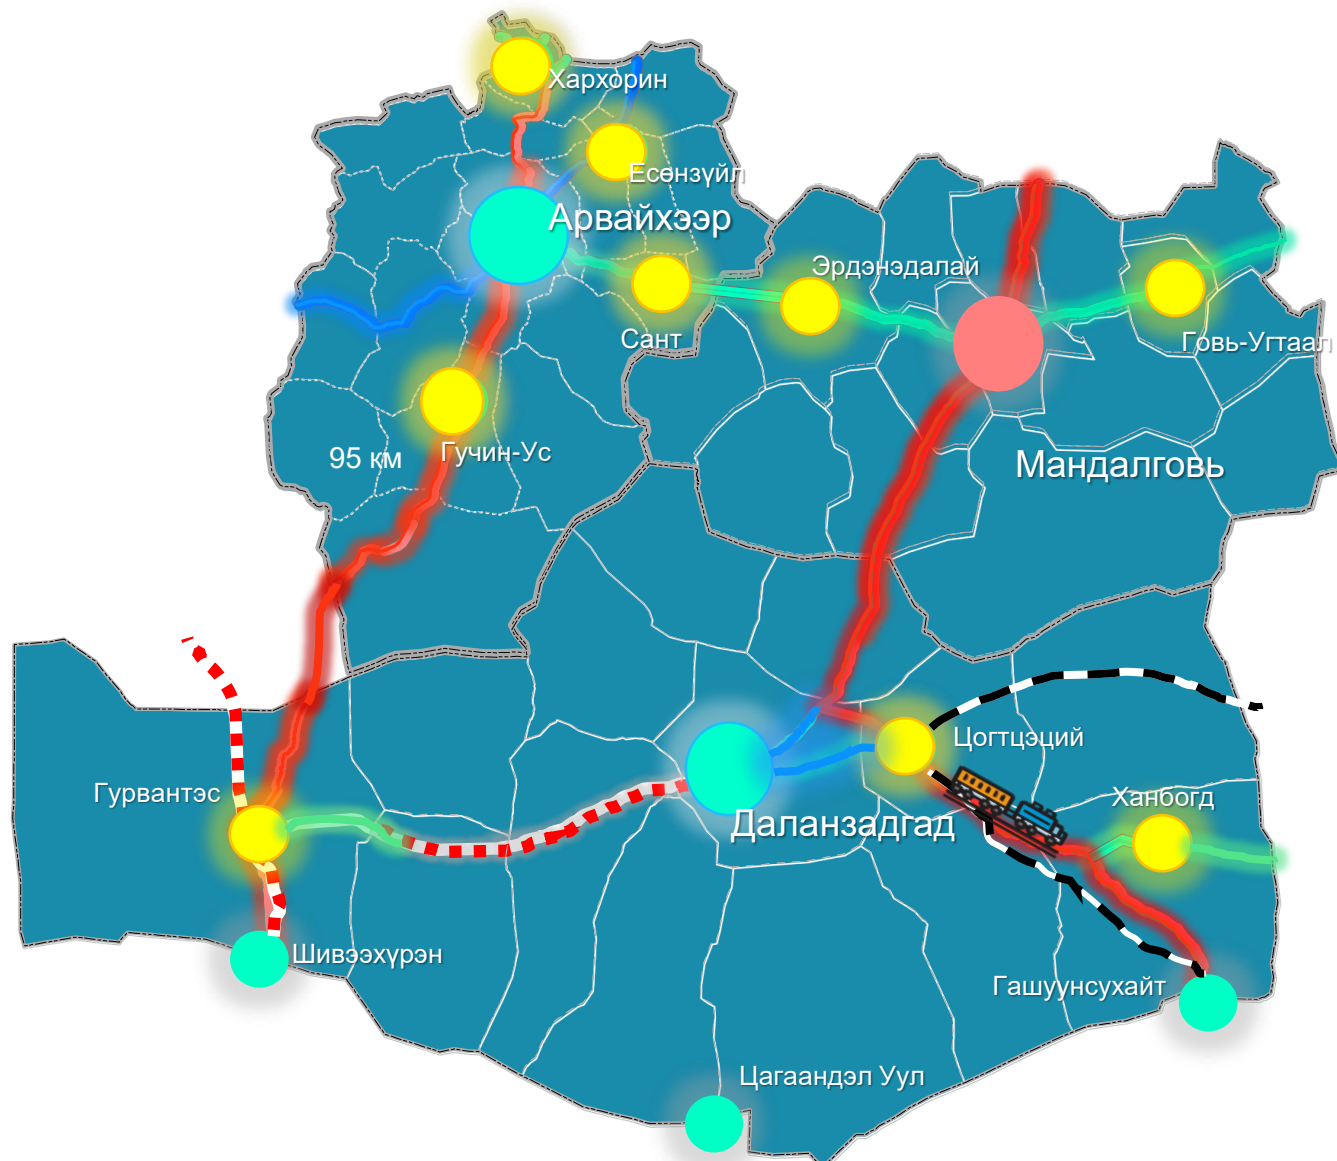 Хархорин
Есөнзүйл
Арвайхээр
Эрдэнэдалай
Сант
Говь-Угтаал
Гучин-Ус
95 км
Мандалговь
Цогтцэций
Гурвантэс
Ханбогд
Даланзадгад
Шивээхүрэн
Гашуунсухайт
Цагаандэл Уул